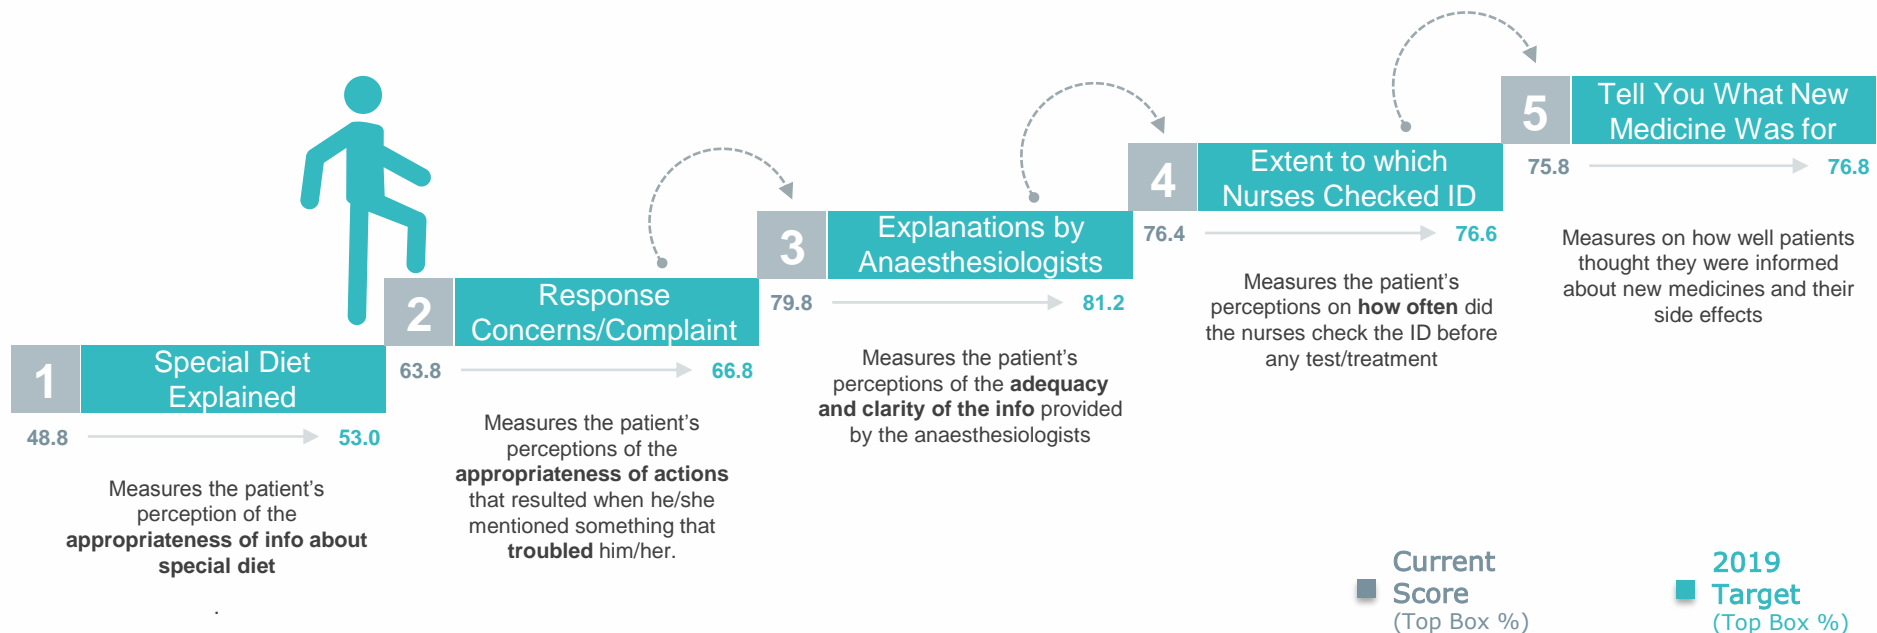 1
Special Diet
Explained
48.8
53.0
Measures the patient’s
perception of the
appropriateness of info about
special diet
.
2
Response
Concerns/Complaint
63.8
66.8
Measures the patient’s
perceptions of the
appropriateness of actions
that resulted when he/she
mentioned something that
troubled him/her.
3
Explanations by
Anaesthesiologists
79.8
81.2
Measures the patient’s
perceptions of the adequacy
and clarity of the info provided
by the anaesthesiologists
4
Extent to which
Nurses Checked ID
76.4
76.6
Measures the patient’s
perceptions on how often did
the nurses check the ID before
any test/treatment
5
Tell You What New
Medicine Was for
75.8
76.8
Measures on how well patients
thought they were informed
about new medicines and their
side effects
Current
Score
(Top Box %)
2019
Target
(Top Box %)